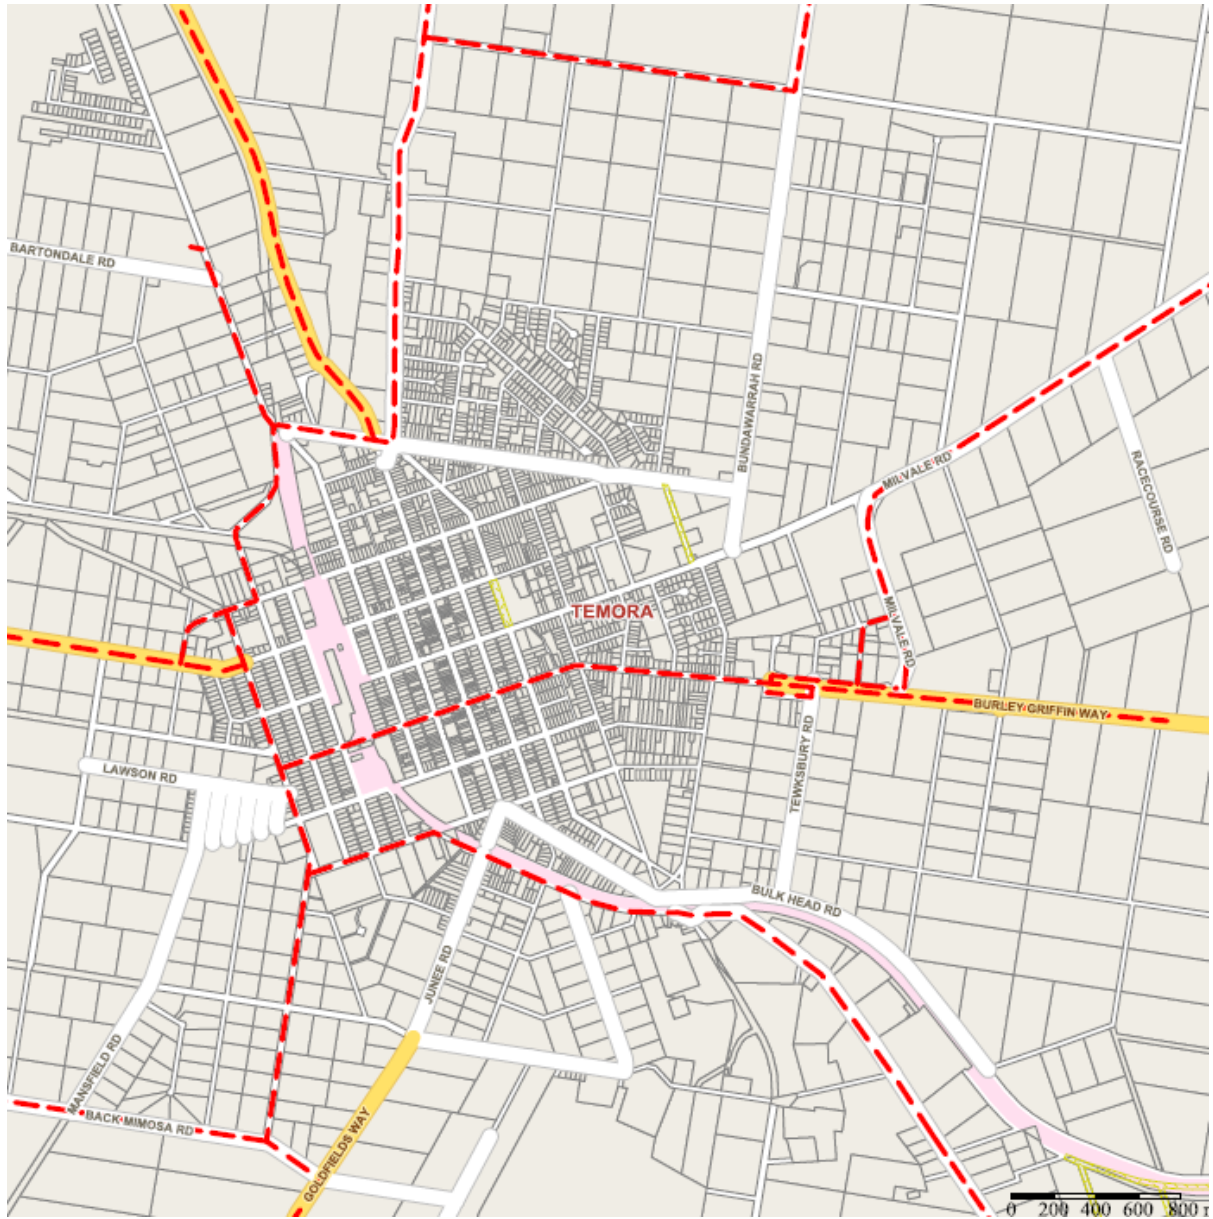 BARTONDALE RD
BUNDAWARRAH RD
MILVALE RD
RACECOURSE RD
TEMORA
MILVALE RD
BURLEY GRIFFIN WAY
TEWKSBURY RD
LAWSON RD
BULK HEAD RD
JUNEE RD
MANSFIELD RD
BACK MIMOSA RD
GOLDFIELDS WAY
0 200 400 600 800 m